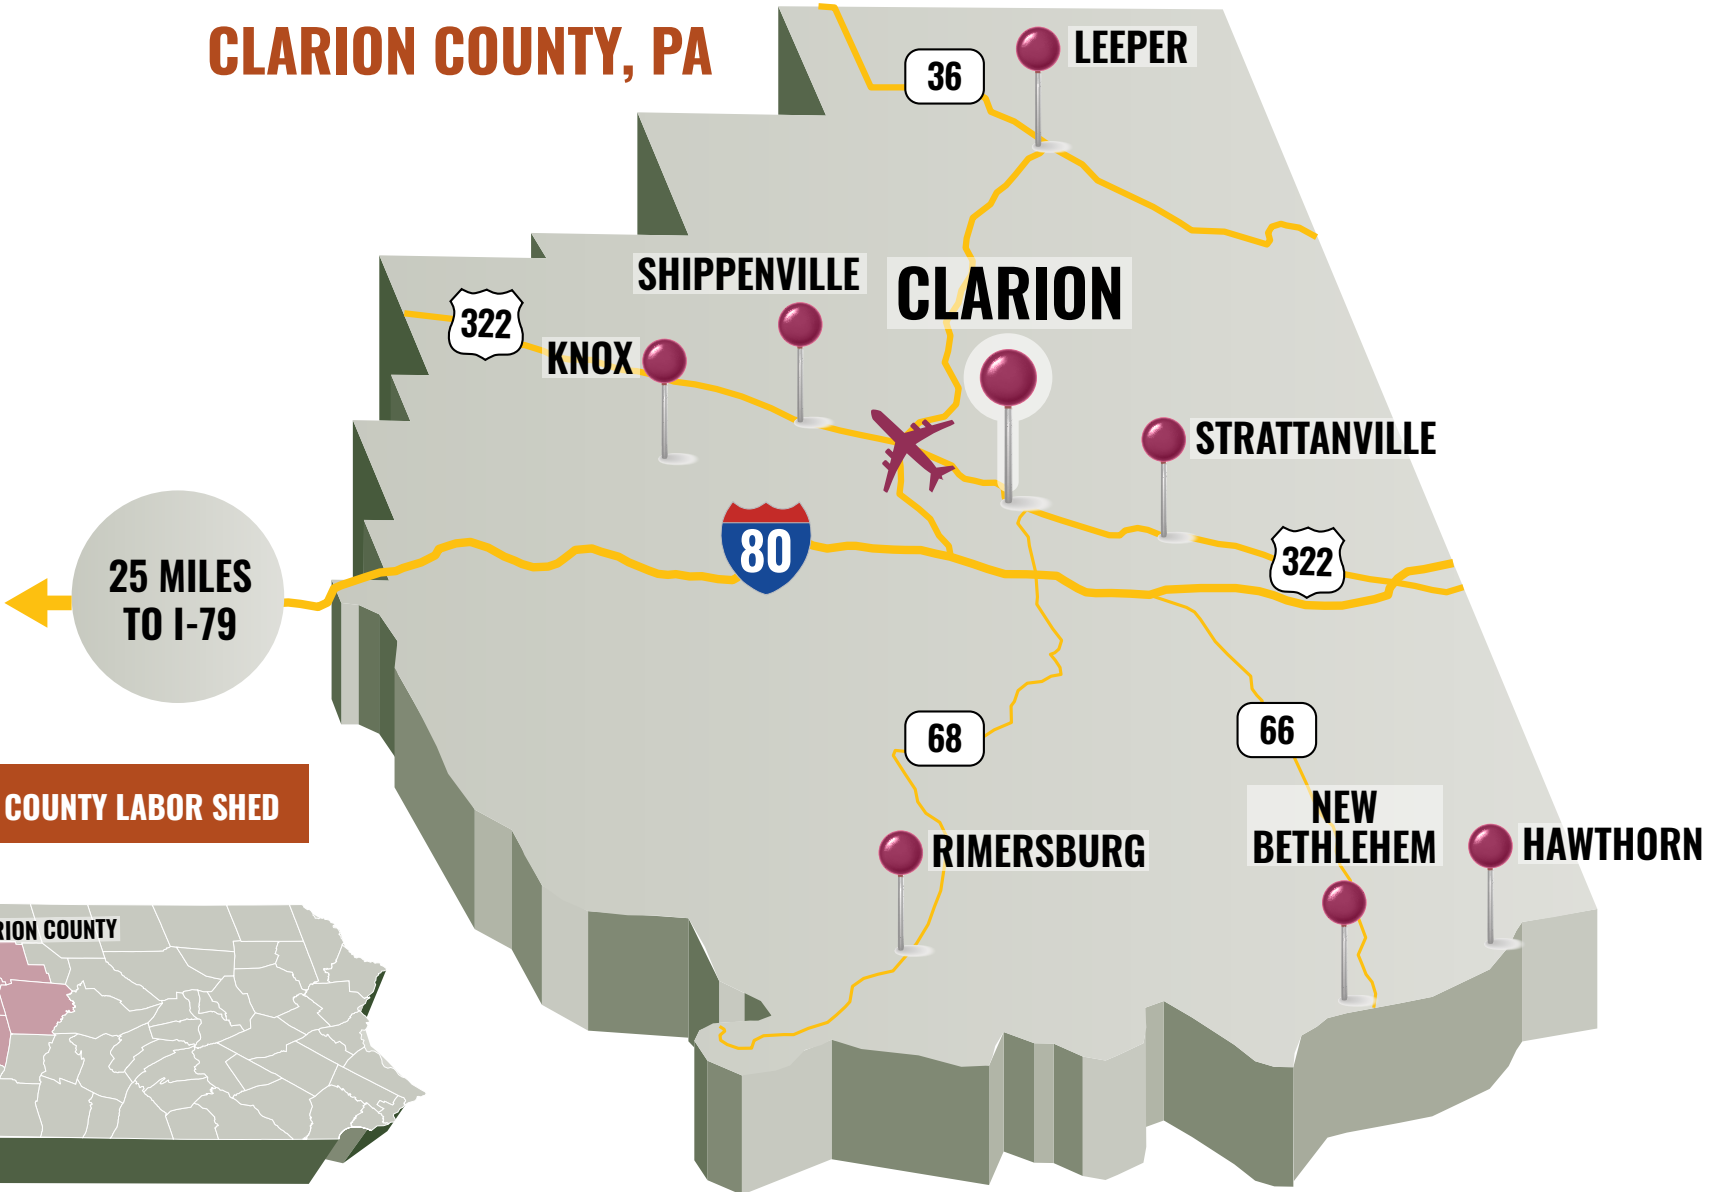 CLARION COUNTY, PA
LEEPER
36
SHIPPENVILLE
CLARION
322
KNOX
STRATTANVILLE
80
322
25 MILES
TO I-79
68
66
COUNTY LABOR SHED
NEW
BETHLEHEM
HAWTHORN
RIMERSBURG
RION COUNTY